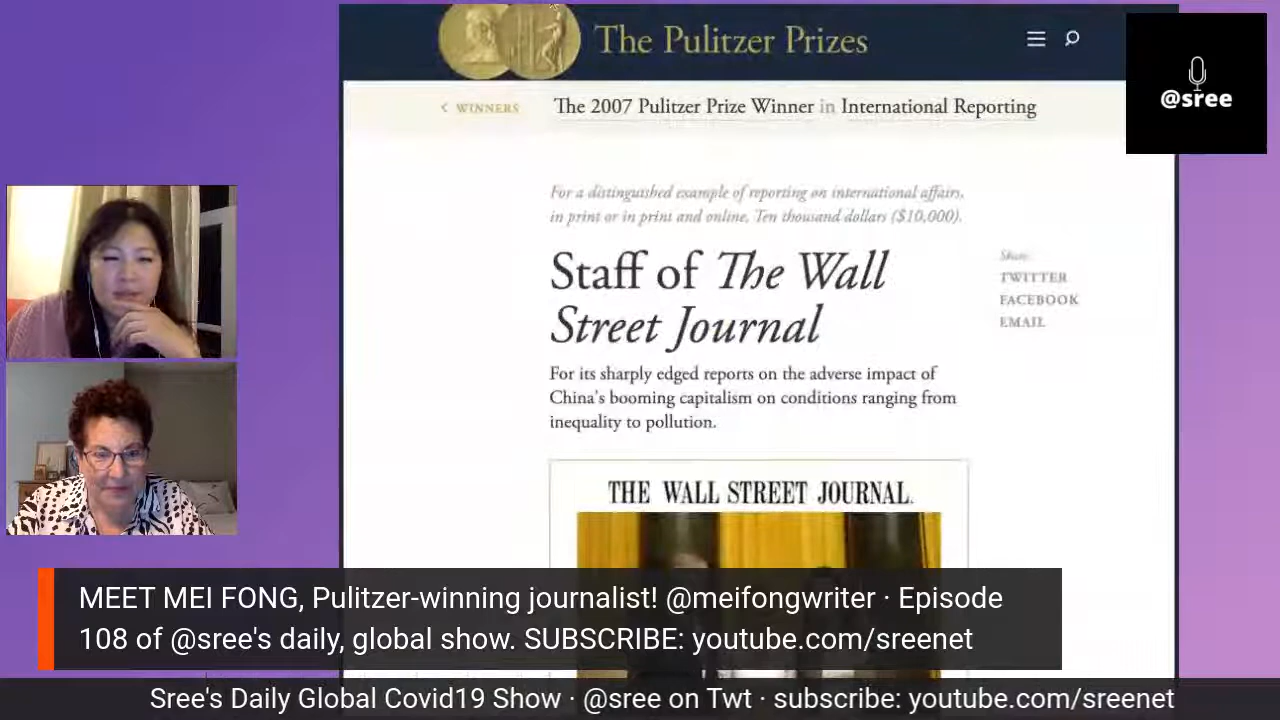 The Pulitzer Prizes
@sree
< WINNERS
The 2007 Pulitzer Prize Winner in International Reporting
For a distinguished example of reporting on international affairs,
in print or in print and online, Ten thousand dollars ($10,000).
Staff of The Wall
Street Journal
Share:
TWITTER
FACEBOOK
EMAIL
For its sharply edged reports on the adverse impact of
China's booming capitalism on conditions ranging from
inequality to pollution.
THE WALL STREET JOURNAL.
MEET MEI FONG, Pulitzer-winning journalist! @meifongwriter · Episode
108 of @sree's daily, global show. SUBSCRIBE: youtube.com/sreenet
Sree's Daily Global Covid19 Show · @sree on Twt · subscribe: youtube.com/sreenet